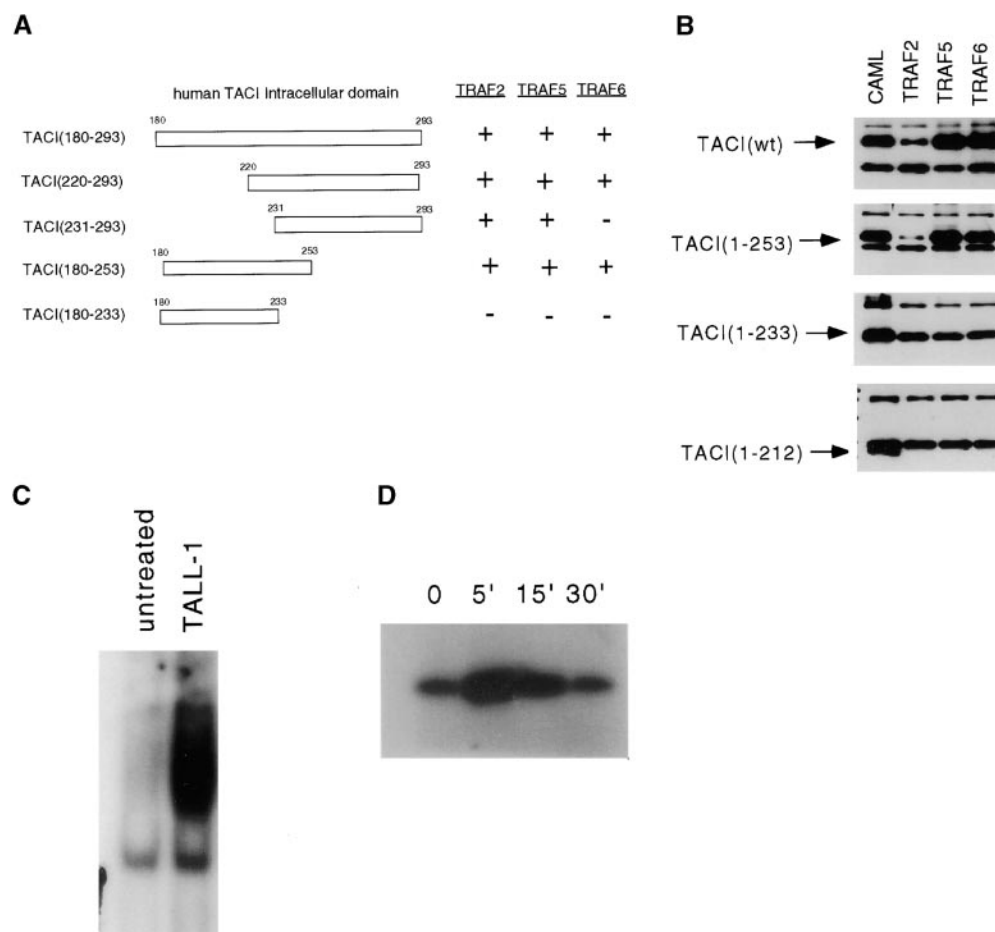 A
human TACI Intracellular domain TRAF2 TRAF5 TRAF6
180 293
TACI(180-293) + + +
220 293
TACI(220-293) + + +
231 293
TACI(231-293) + + -
180 253
TACI(180-253) + + +
180 233
TACI(180-233) - - -
B
CAML TRAF2 TRAF5 TRAF6
TACI(wt)
TACI(1-253)
TACI(1-233)
TACI(1-212)
C
untreated TALL-1
D
0 5' 15' 30'